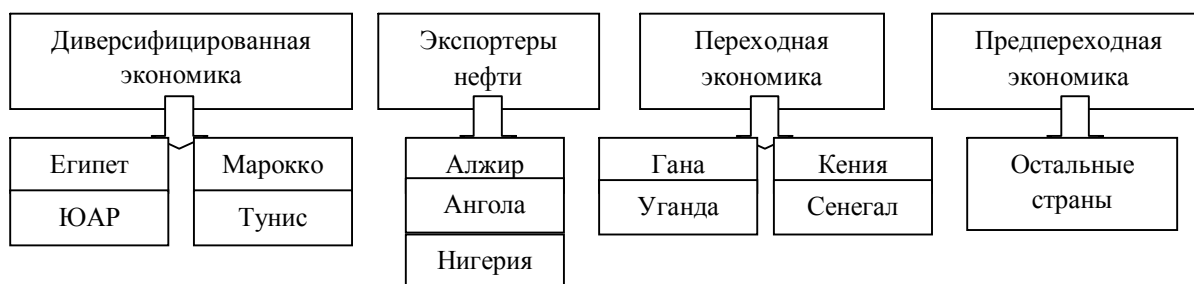 Диверсифицированная
экономика
Экспортеры
нефти
Переходная
экономика
Предпереходная
экономика
Египет
Марокко
ЮАР
Тунис
Алжир
Ангола
Нигерия
Гана
Кения
Уганда
Сенегал
Остальные
страны